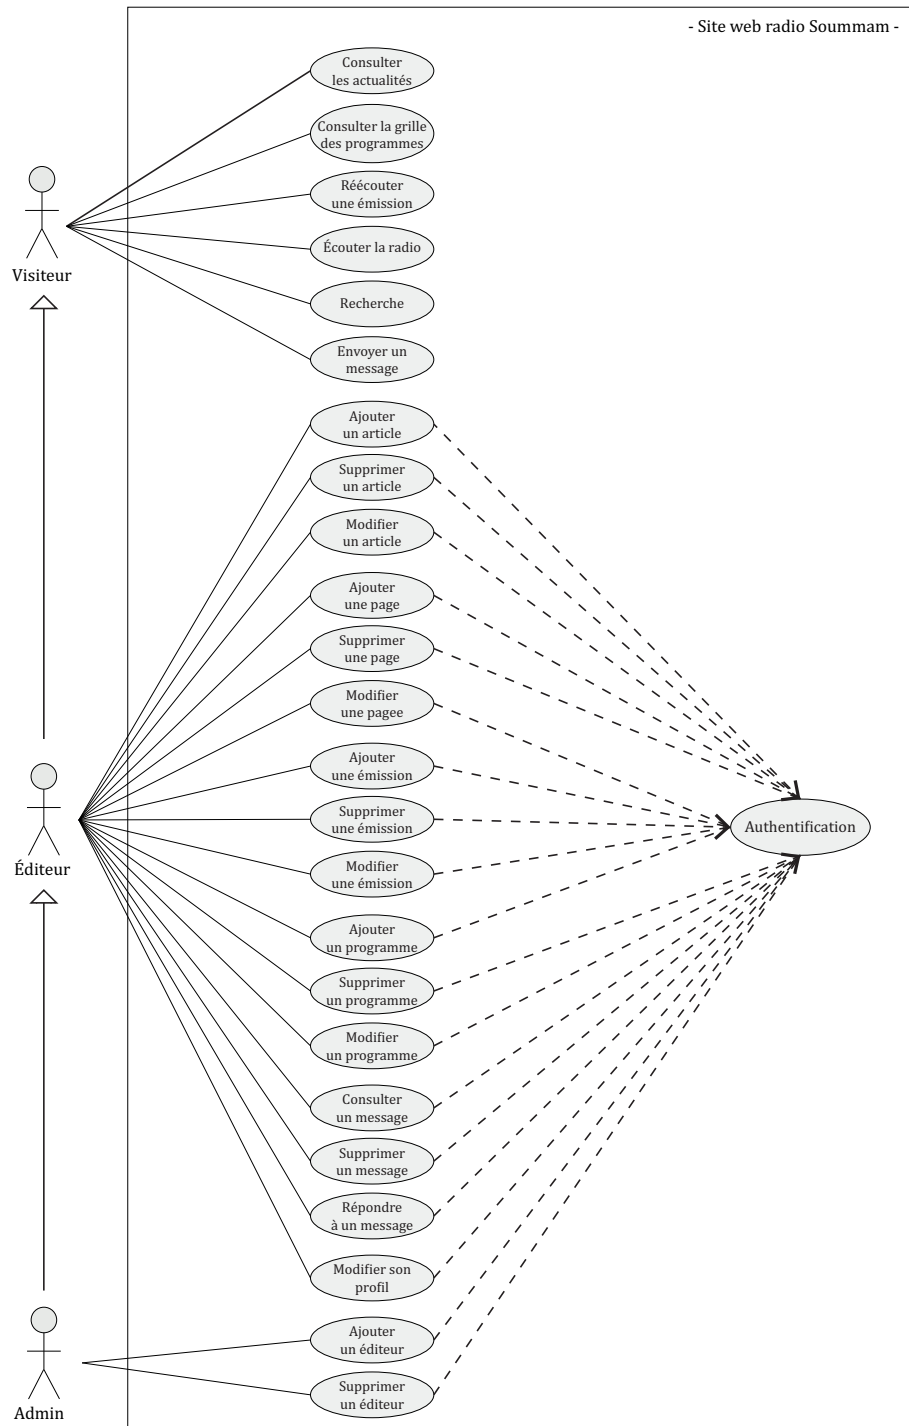 - Site web radio Soummam -
Consulter
les actualités
Consulter la grille
des programmes
Réécouter
une émission
Écouter la radio
Visiteur
Recherche
Envoyer un
message
Ajouter
un article
Supprimer
un article
Modifier
un article
Ajouter
une page
Supprimer
une page
Modifier
une pagee
Ajouter
une émission
Supprimer
une émission
Authentification
Modifier
une émission
Éditeur
Ajouter
un programme
Supprimer
un programme
Modifier
un programme
Consulter
un message
Supprimer
un message
Répondre
à un message
Modifier son
profil
Ajouter
un éditeur
Supprimer
un éditeur
Admin